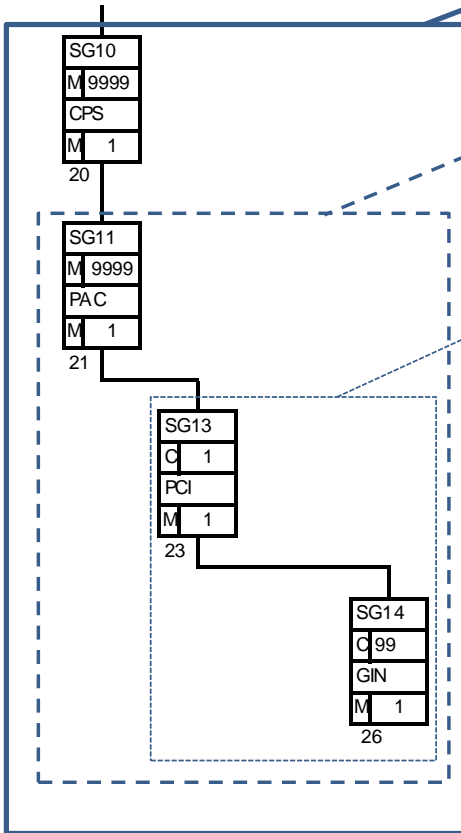 SG10
M 9999
CPS
M 1
20
SG11
M 9999
PAC
M 1
21
SG13
C 1
PCI
M 1
23
SG14
C 99
GIN
M 1
26